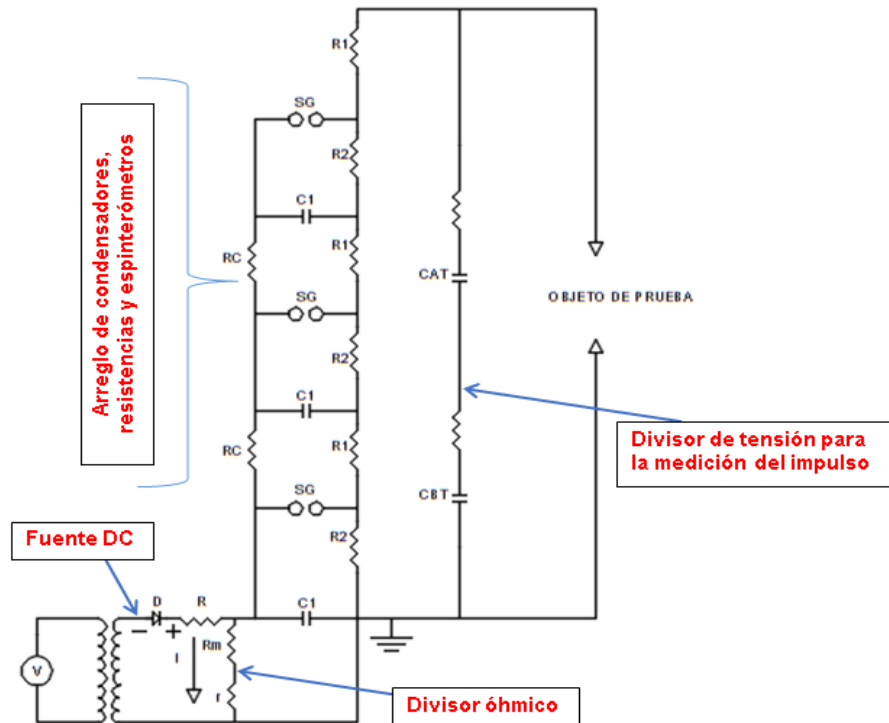 R1
SG
R2
C1
R1
RC
CAT
OBJETO DE PRUEBA
SG
R2
C1
R1
RC
CBT
SG
R2
C1
Arreglo de condensadores,
resistencias y espinterómetros
Divisor de tensión para
la medición del impulso
Fuente DC
D
R
− +
Rm
I
V
r
Divisor óhmico